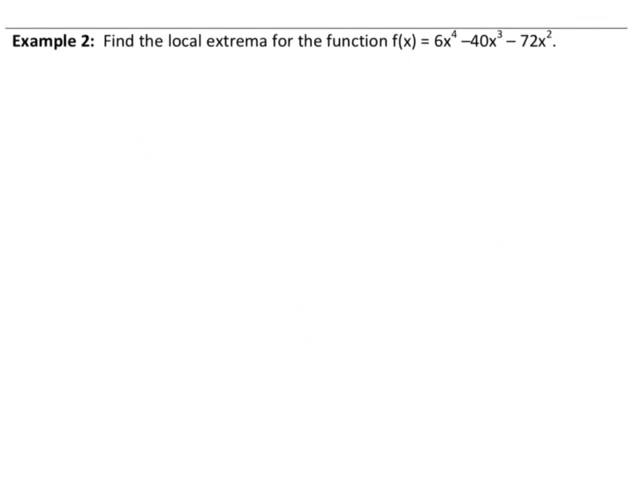 Example 2: Find the local extrema for the function f(x) = 6x⁴ –40x³ – 72x².